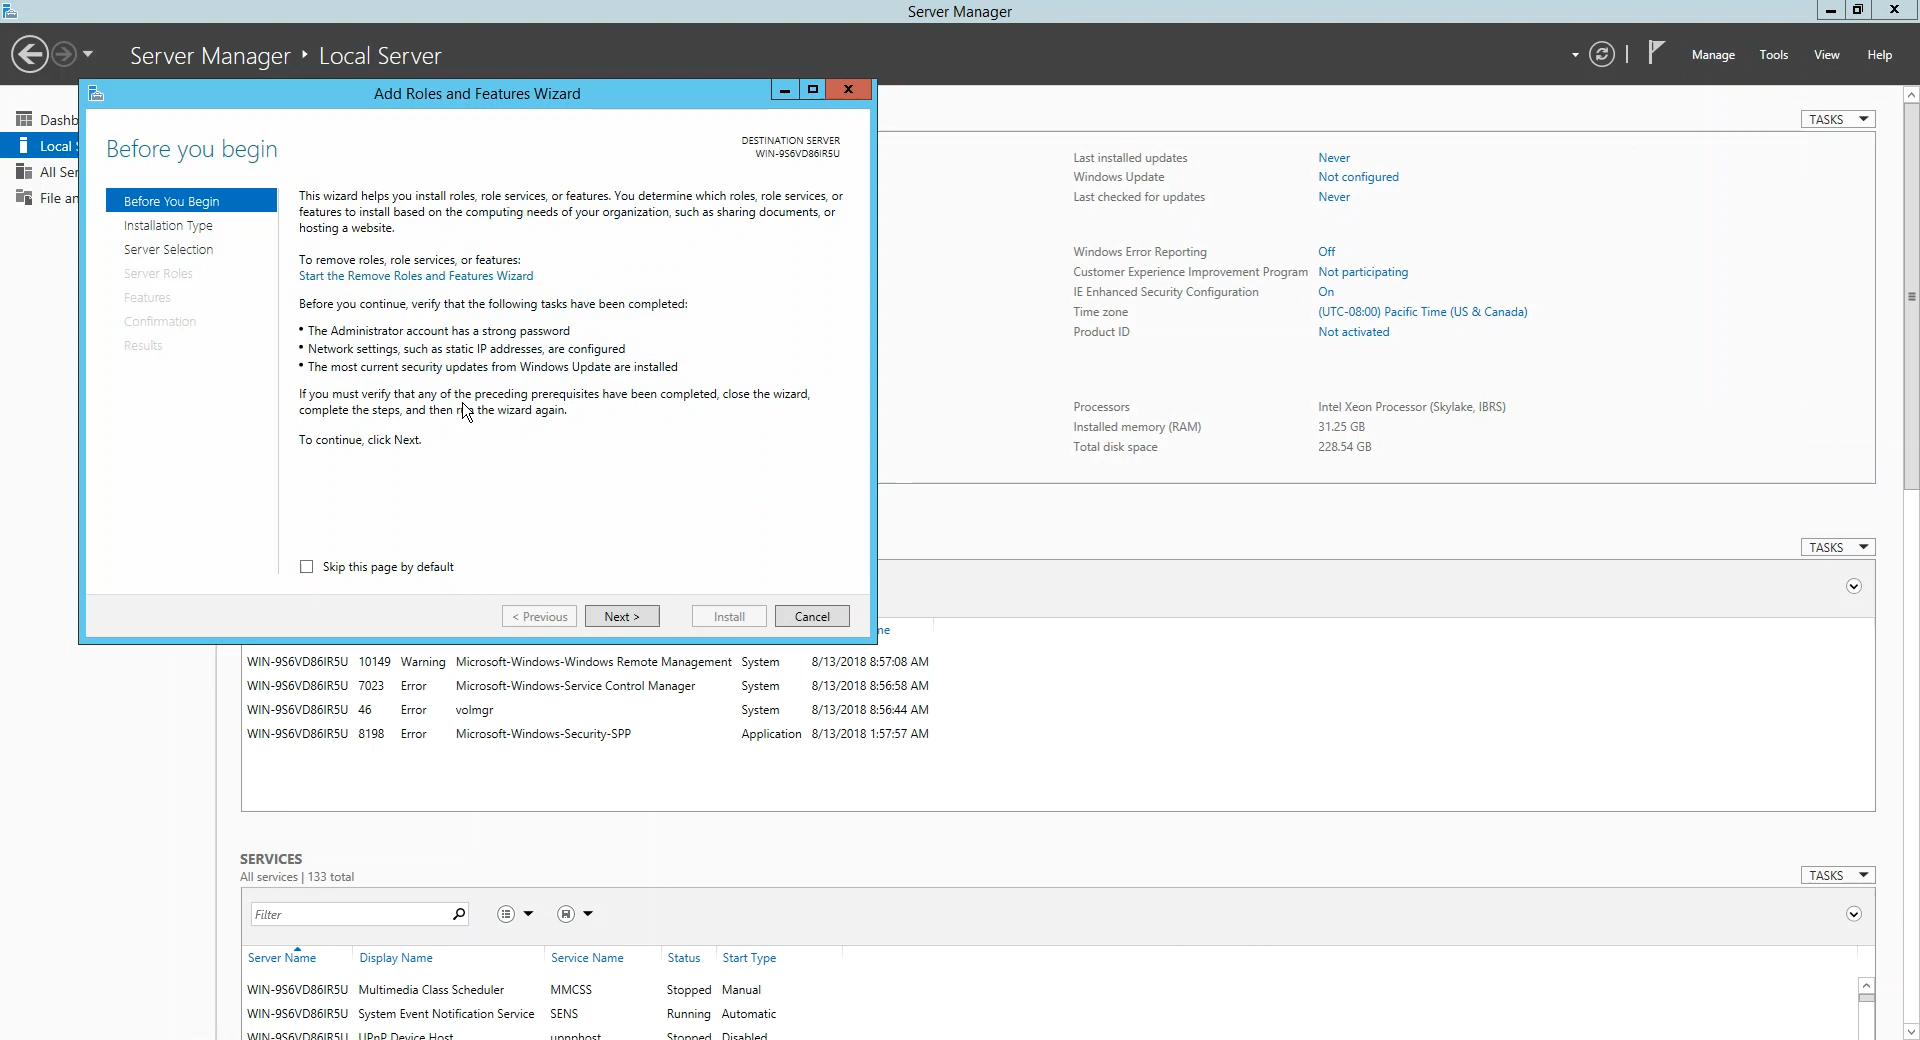 Server Manager
Server Manager ‣ Local Server
Manage Tools View Help
Dashb
Local
All Ser
File an
Add Roles and Features Wizard
Before you begin
DESTINATION SERVER
WIN-9S6VD86IR5U
Before You Begin
Installation Type
Server Selection
Server Roles
Features
Confirmation
Results
This wizard helps you install roles, role services, or features. You determine which roles, role services, or
features to install based on the computing needs of your organization, such as sharing documents, or
hosting a website.
To remove roles, role services, or features:
Start the Remove Roles and Features Wizard
Before you continue, verify that the following tasks have been completed:
• The Administrator account has a strong password
• Network settings, such as static IP addresses, are configured
• The most current security updates from Windows Update are installed
If you must verify that any of the preceding prerequisites have been completed, close the wizard,
complete the steps, and then run the wizard again.
To continue, click Next.
Skip this page by default
< Previous Next > Install Cancel
TASKS
Last installed updates Never
Windows Update Not configured
Last checked for updates Never
Windows Error Reporting Off
Customer Experience Improvement Program Not participating
IE Enhanced Security Configuration On
Time zone (UTC-08:00) Pacific Time (US & Canada)
Product ID Not activated
Processors Intel Xeon Processor (Skylake, IBRS)
Installed memory (RAM) 31.25 GB
Total disk space 228.54 GB
TASKS
ne
WIN-9S6VD86IR5U 10149 Warning Microsoft-Windows-Windows Remote Management System 8/13/2018 8:57:08 AM
WIN-9S6VD86IR5U 7023 Error Microsoft-Windows-Service Control Manager System 8/13/2018 8:56:58 AM
WIN-9S6VD86IR5U 46 Error volmgr System 8/13/2018 8:56:44 AM
WIN-9S6VD86IR5U 8198 Error Microsoft-Windows-Security-SPP Application 8/13/2018 1:57:57 AM
SERVICES
All services | 133 total
TASKS
Filter
Server Name Display Name Service Name Status Start Type
WIN-9S6VD86IR5U Multimedia Class Scheduler MMCSS Stopped Manual
WIN-9S6VD86IR5U System Event Notification Service SENS Running Automatic
WIN-9S6VD86IR5U UPnP Device Host upnphost Stopped Disabled